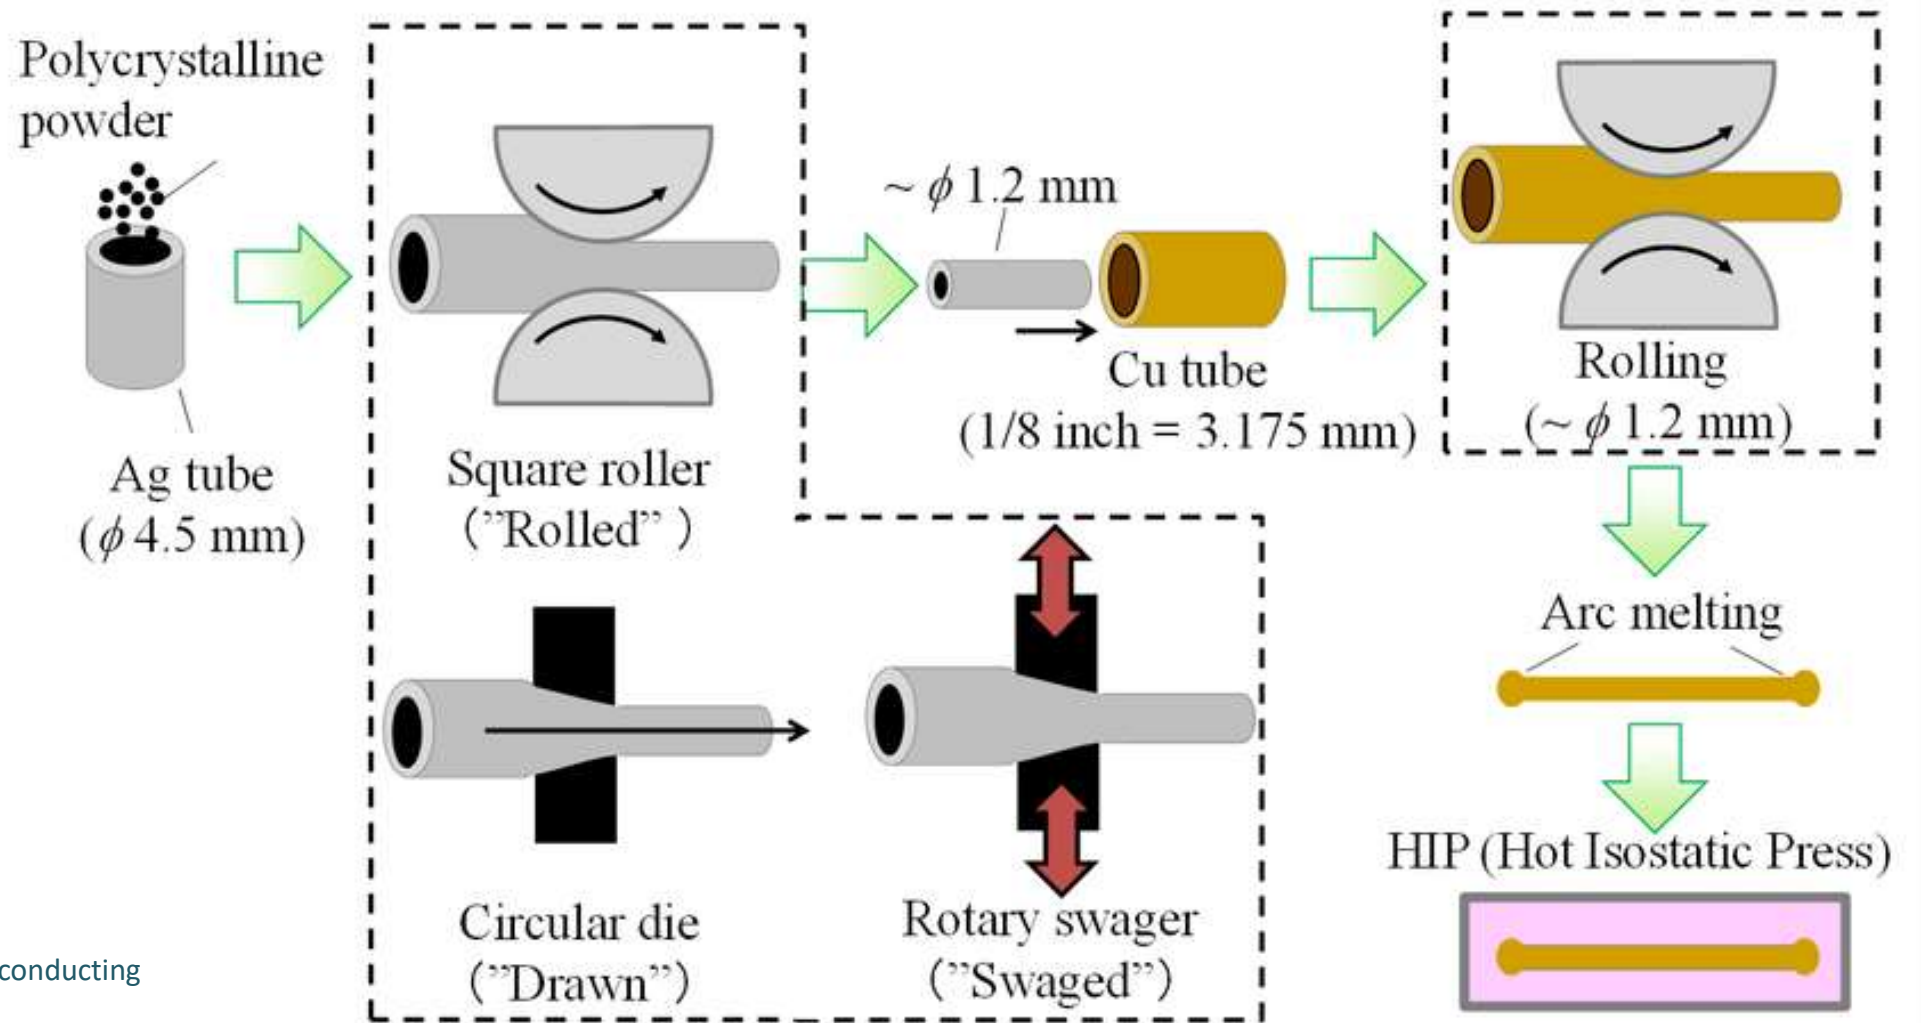 Polycrystalline
powder
Ag tube
(ϕ 4.5 mm)
Square roller
(”Rolled” )
~ ϕ 1.2 mm
Cu tube
(1/8 inch = 3.175 mm)
Rolling
(~ ϕ 1.2 mm)
Circular die
(”Drawn”)
Rotary swager
(”Swaged”)
Arc melting
HIP (Hot Isostatic Press)
conducting